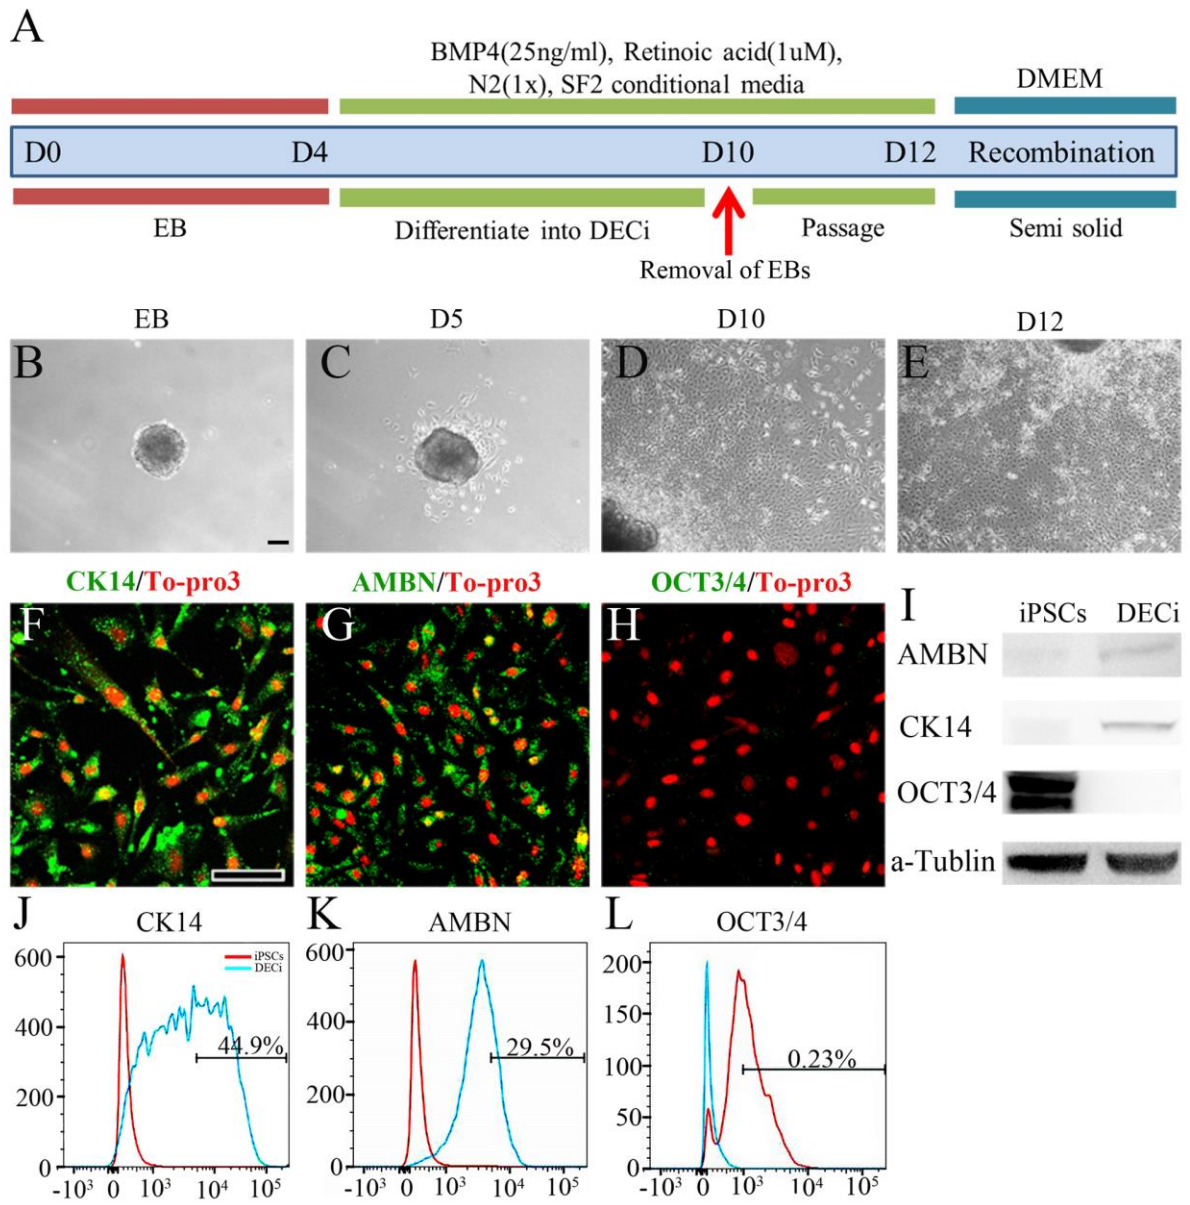 A
BMP4(25ng/ml), Retinoic acid(1uM),
N2(1x), SF2 conditional media
DMEM
D0 D4 D10 D12 Recombination
EB Differentiate into DECi Passage Semi solid
Removal of EBs
EB D5 D10 D12
B C D E
CK14/To-pro3 AMBN/To-pro3 OCT3/4/To-pro3
F G H I
iPSCs DECi
AMBN
CK14
OCT3/4
a-Tublin
J CK14 K AMBN L OCT3/4
600 400 200 0
iPSCs
DECi
44.9%
-10³ 0 10³ 10⁴ 10⁵
600 400 200 0
29.5%
-10³ 0 10³ 10⁴ 10⁵
200 150 100 50 0
0.23%
-10³ 0 10³ 10⁴ 10⁵